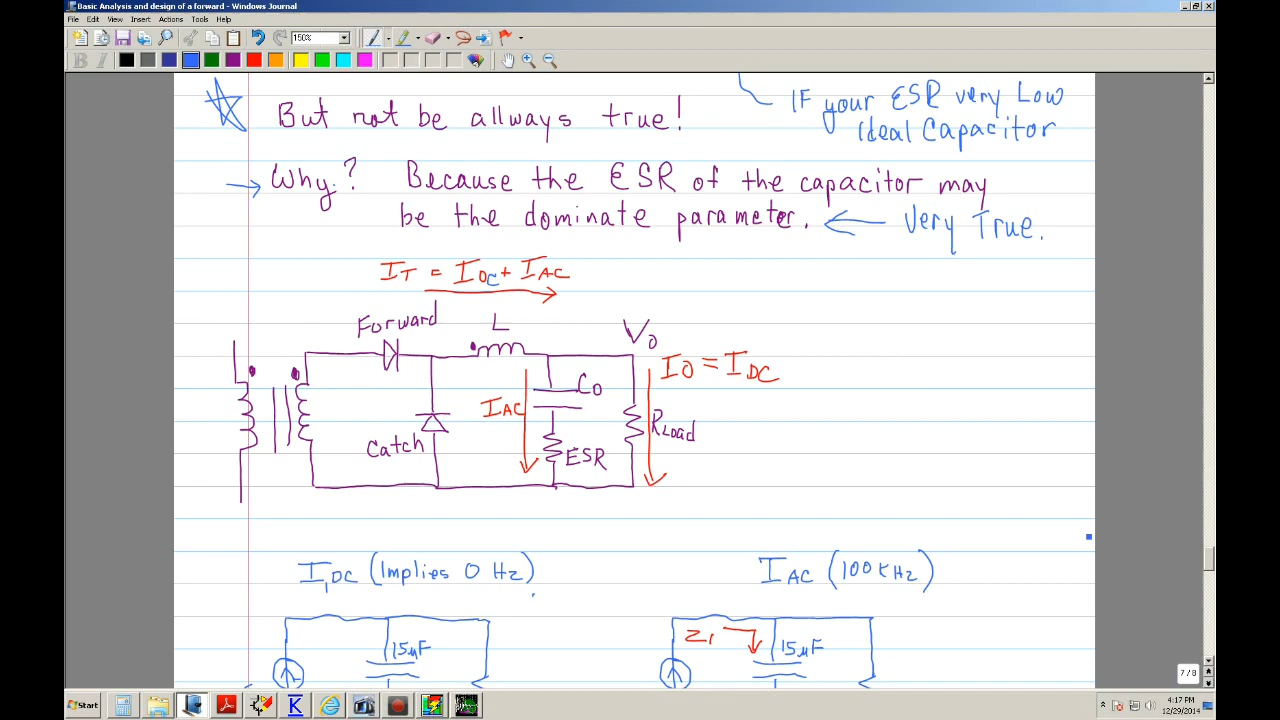 Basic Analysis and design of a forward - Windows Journal
File Edit View Insert Actions Tools Help
150%
B I
IF your ESR very Low
Ideal Capacitor
But not be allways true!
Why? Because the ESR of the capacitor may
be the dominate parameter. Very True.
IT = IDC + IAC
Forward L Vo
IO = IDC
Co
IAC
RLoad
Catch
ESR
IDC (Implies 0 Hz)
IAC (100 KHz)
Z1
15µF 15µF
7 / 8
Start
4:17 PM
12/29/2014